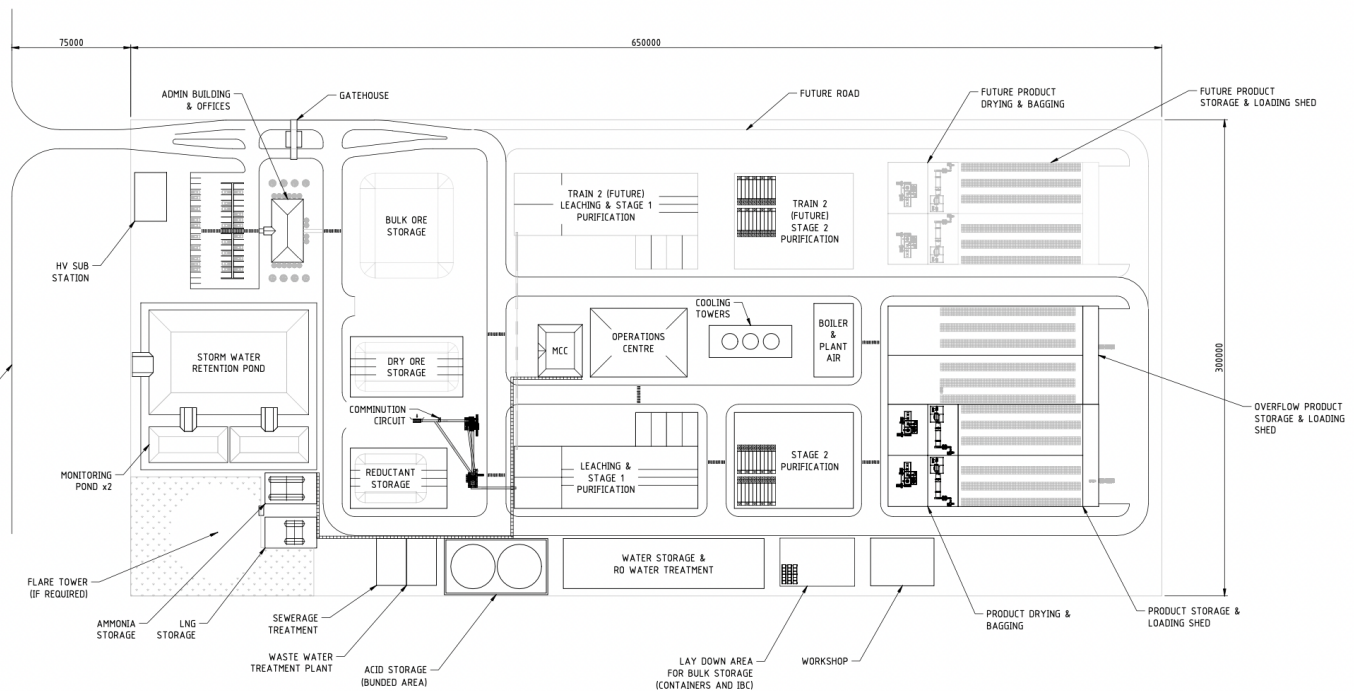 75000
650000
ADMIN BUILDING
& OFFICES
GATEHOUSE
FUTURE ROAD
FUTURE PRODUCT
DRYING & BAGGING
FUTURE PRODUCT
STORAGE & LOADING SHED
HV SUB
STATION
BULK ORE
STORAGE
TRAIN 2 (FUTURE)
LEACHING & STAGE 1
PURIFICATION
TRAIN 2
(FUTURE)
STAGE 2
PURIFICATION
STORM WATER
RETENTION POND
DRY ORE
STORAGE
MCC
OPERATIONS
CENTRE
COOLING
TOWERS
BOILER
&
PLANT
AIR
300000
COMMINUTION
CIRCUIT
OVERFLOW PRODUCT
STORAGE & LOADING
SHED
MONITORING
POND x2
REDUCTANT
STORAGE
LEACHING &
STAGE 1
PURIFICATION
STAGE 2
PURIFICATION
WATER STORAGE &
RO WATER TREATMENT
FLARE TOWER
(IF REQUIRED)
AMMONIA
STORAGE
LNG
STORAGE
SEWERAGE
TREATMENT
WASTE WATER
TREATMENT PLANT
ACID STORAGE
(BUNDED AREA)
LAY DOWN AREA
FOR BULK STORAGE
(CONTAINERS AND IBC)
WORKSHOP
PRODUCT DRYING &
BAGGING
PRODUCT STORAGE &
LOADING SHED